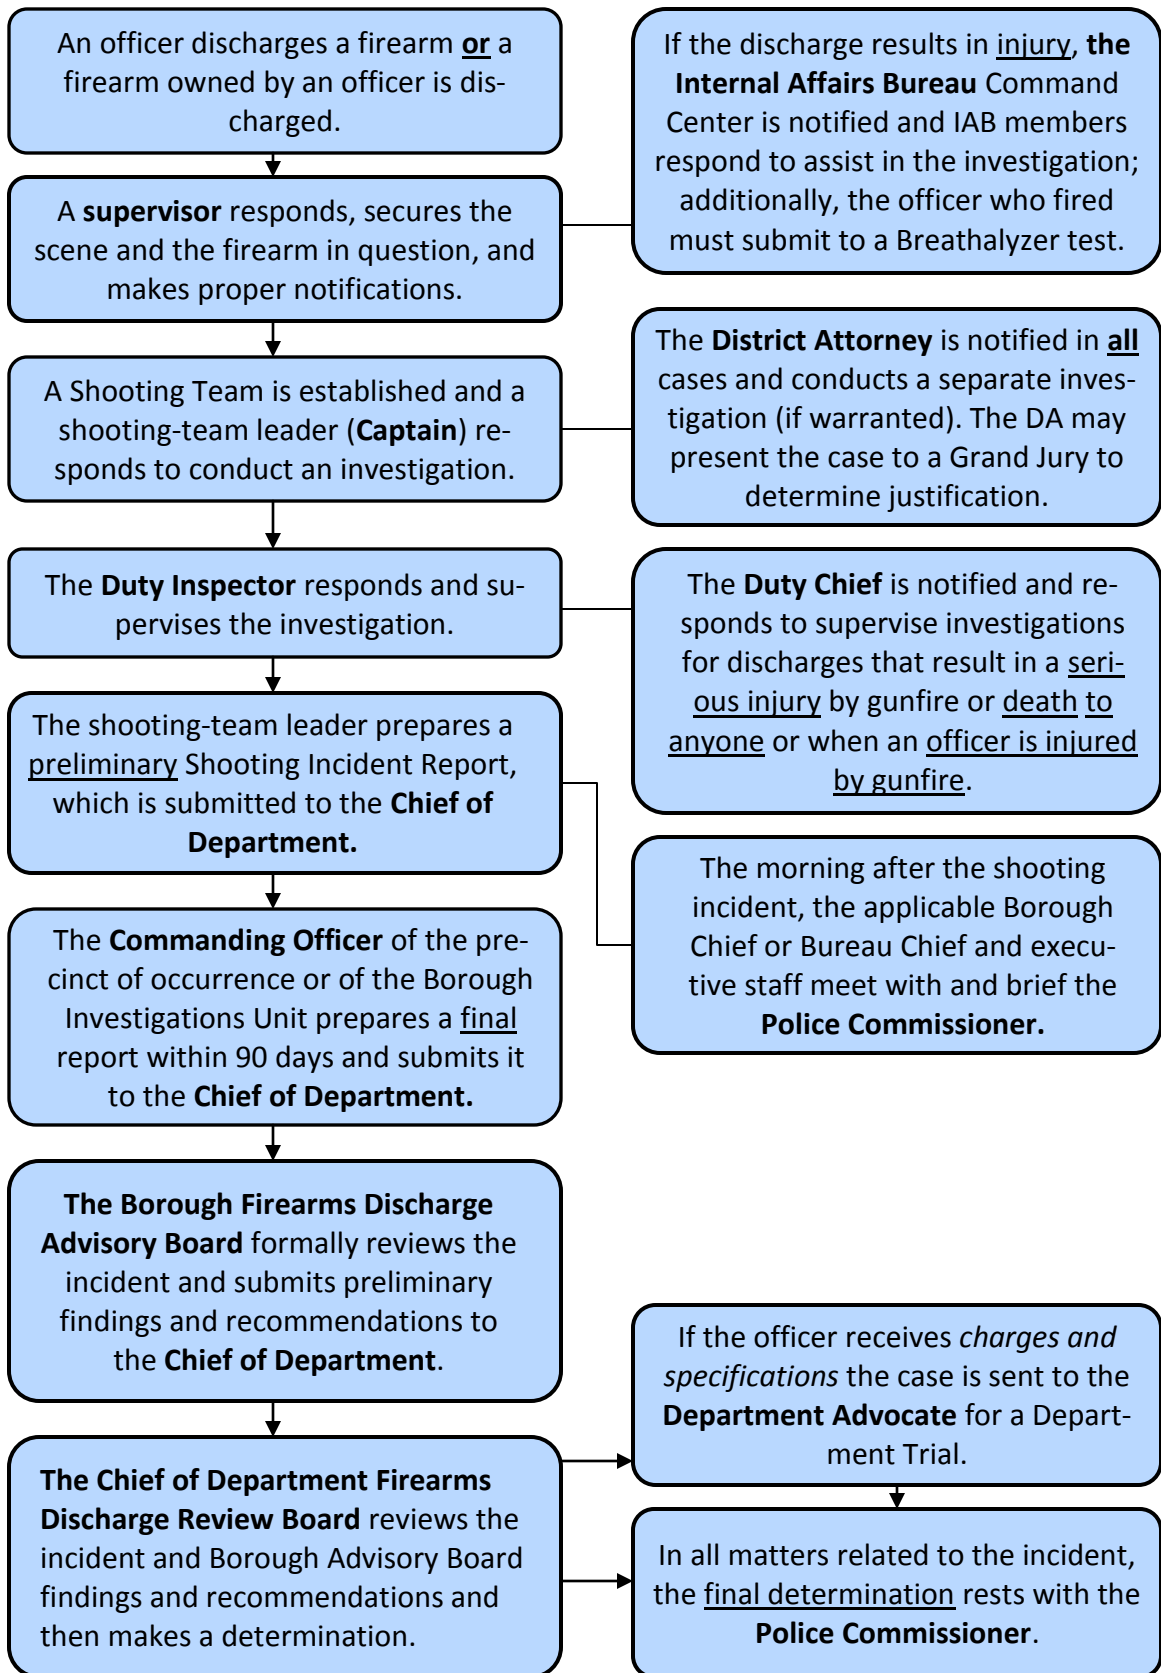 An officer discharges a firearm or a
firearm owned by an officer is dis-
charged.
If the discharge results in injury, the
Internal Affairs Bureau Command
Center is notified and IAB members
respond to assist in the investigation;
additionally, the officer who fired
must submit to a Breathalyzer test.
A supervisor responds, secures the
scene and the firearm in question, and
makes proper notifications.
A Shooting Team is established and a
shooting-team leader (Captain) re-
sponds to conduct an investigation.
The District Attorney is notified in all
cases and conducts a separate inves-
tigation (if warranted). The DA may
present the case to a Grand Jury to
determine justification.
The Duty Inspector responds and su-
pervises the investigation.
The Duty Chief is notified and re-
sponds to supervise investigations
for discharges that result in a seri-
ous injury by gunfire or death to
anyone or when an officer is injured
by gunfire.
The shooting-team leader prepares a
preliminary Shooting Incident Report,
which is submitted to the Chief of
Department.
The morning after the shooting
incident, the applicable Borough
Chief or Bureau Chief and execu-
tive staff meet with and brief the
Police Commissioner.
The Commanding Officer of the pre-
cinct of occurrence or of the Borough
Investigations Unit prepares a final
report within 90 days and submits it
to the Chief of Department.
The Borough Firearms Discharge
Advisory Board formally reviews the
incident and submits preliminary
findings and recommendations to
the Chief of Department.
If the officer receives charges and
specifications the case is sent to the
Department Advocate for a Depart-
ment Trial.
The Chief of Department Firearms
Discharge Review Board reviews the
incident and Borough Advisory Board
findings and recommendations and
then makes a determination.
In all matters related to the incident,
the final determination rests with the
Police Commissioner.